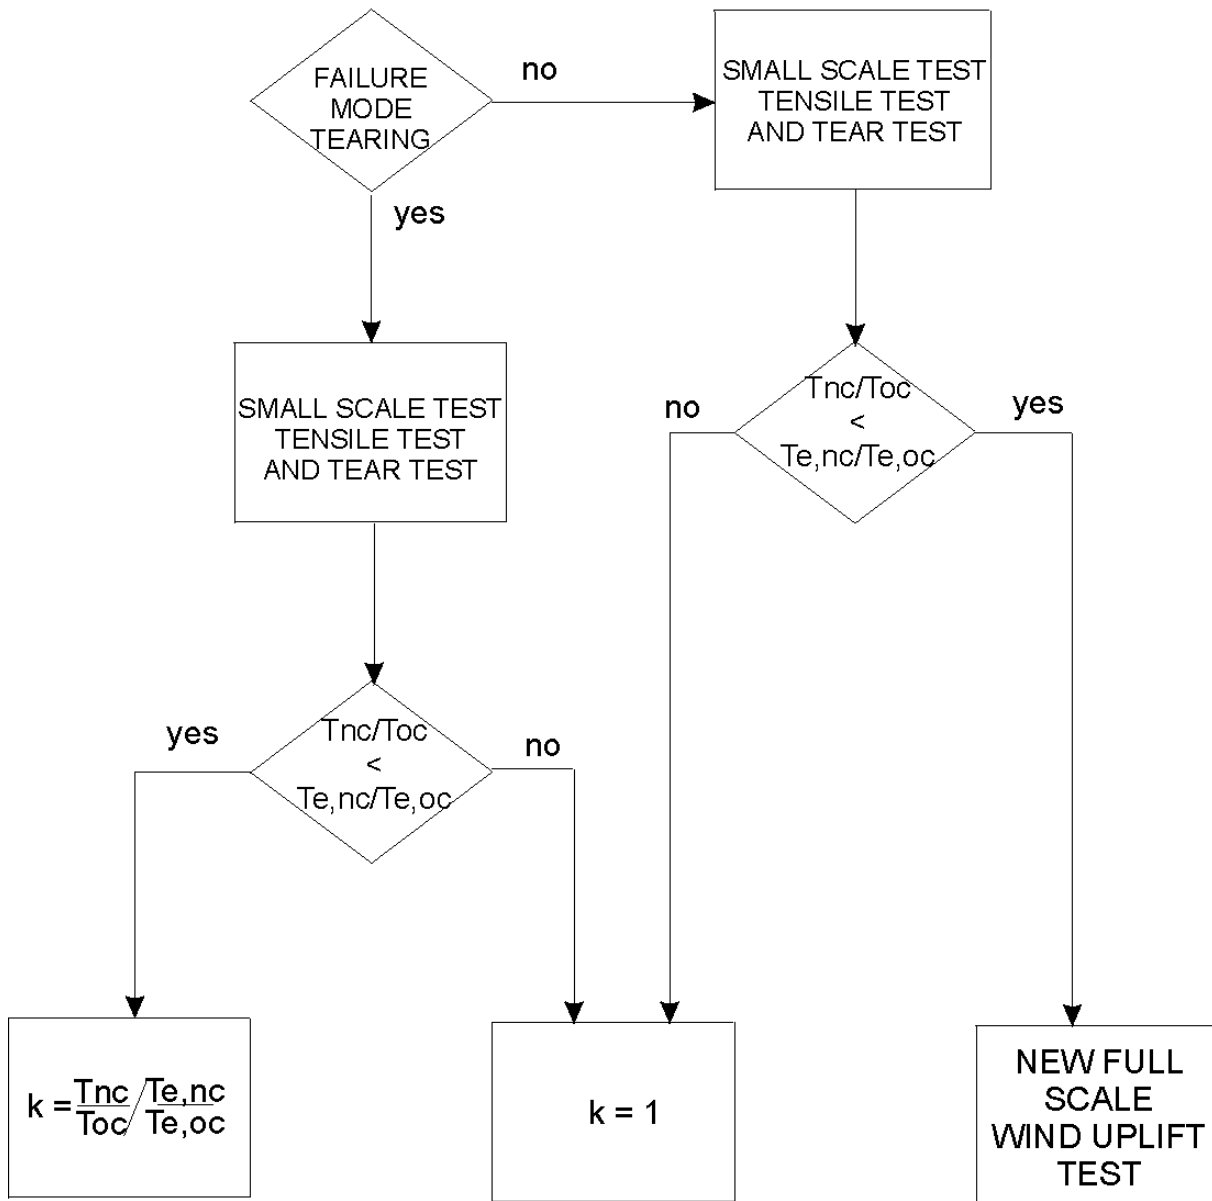 FAILURE
MODE
TEARING
no
SMALL SCALE TEST
TENSILE TEST
AND TEAR TEST
yes
SMALL SCALE TEST
TENSILE TEST
AND TEAR TEST
no
Tnc/Toc
<
Te,nc/Te,oc
yes
yes
Tnc/Toc
<
Te,nc/Te,oc
no
k = Tnc/Toc / Te,nc/Te,oc
k = 1
NEW FULL
SCALE
WIND UPLIFT
TEST